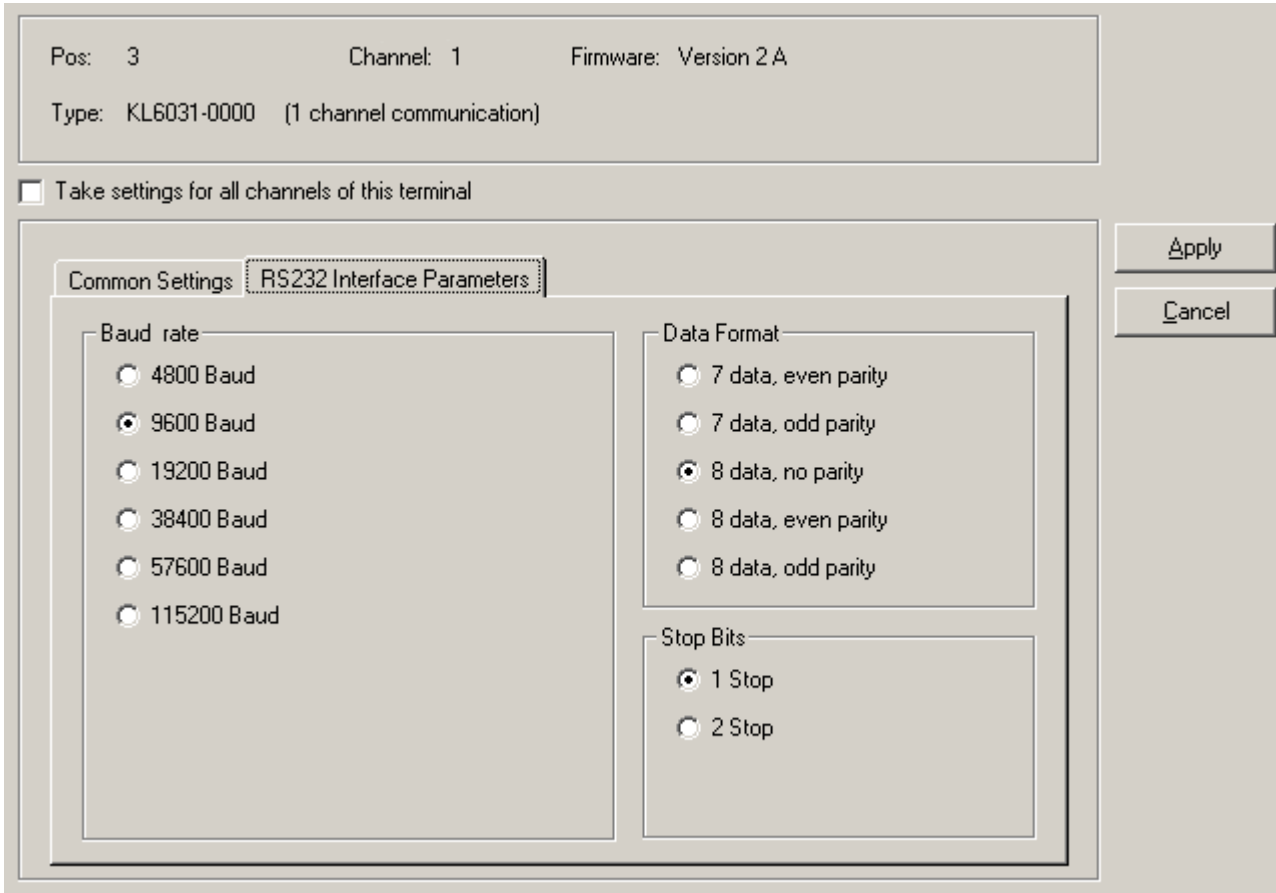 Pos: 3 Channel: 1 Firmware: Version 2 A
Type: KL6031-0000 (1 channel communication)
Take settings for all channels of this terminal
Apply
Cancel
Common Settings
RS232 Interface Parameters
Baud rate
4800 Baud
9600 Baud
19200 Baud
38400 Baud
57600 Baud
115200 Baud
Data Format
7 data, even parity
7 data, odd parity
8 data, no parity
8 data, even parity
8 data, odd parity
Stop Bits
1 Stop
2 Stop